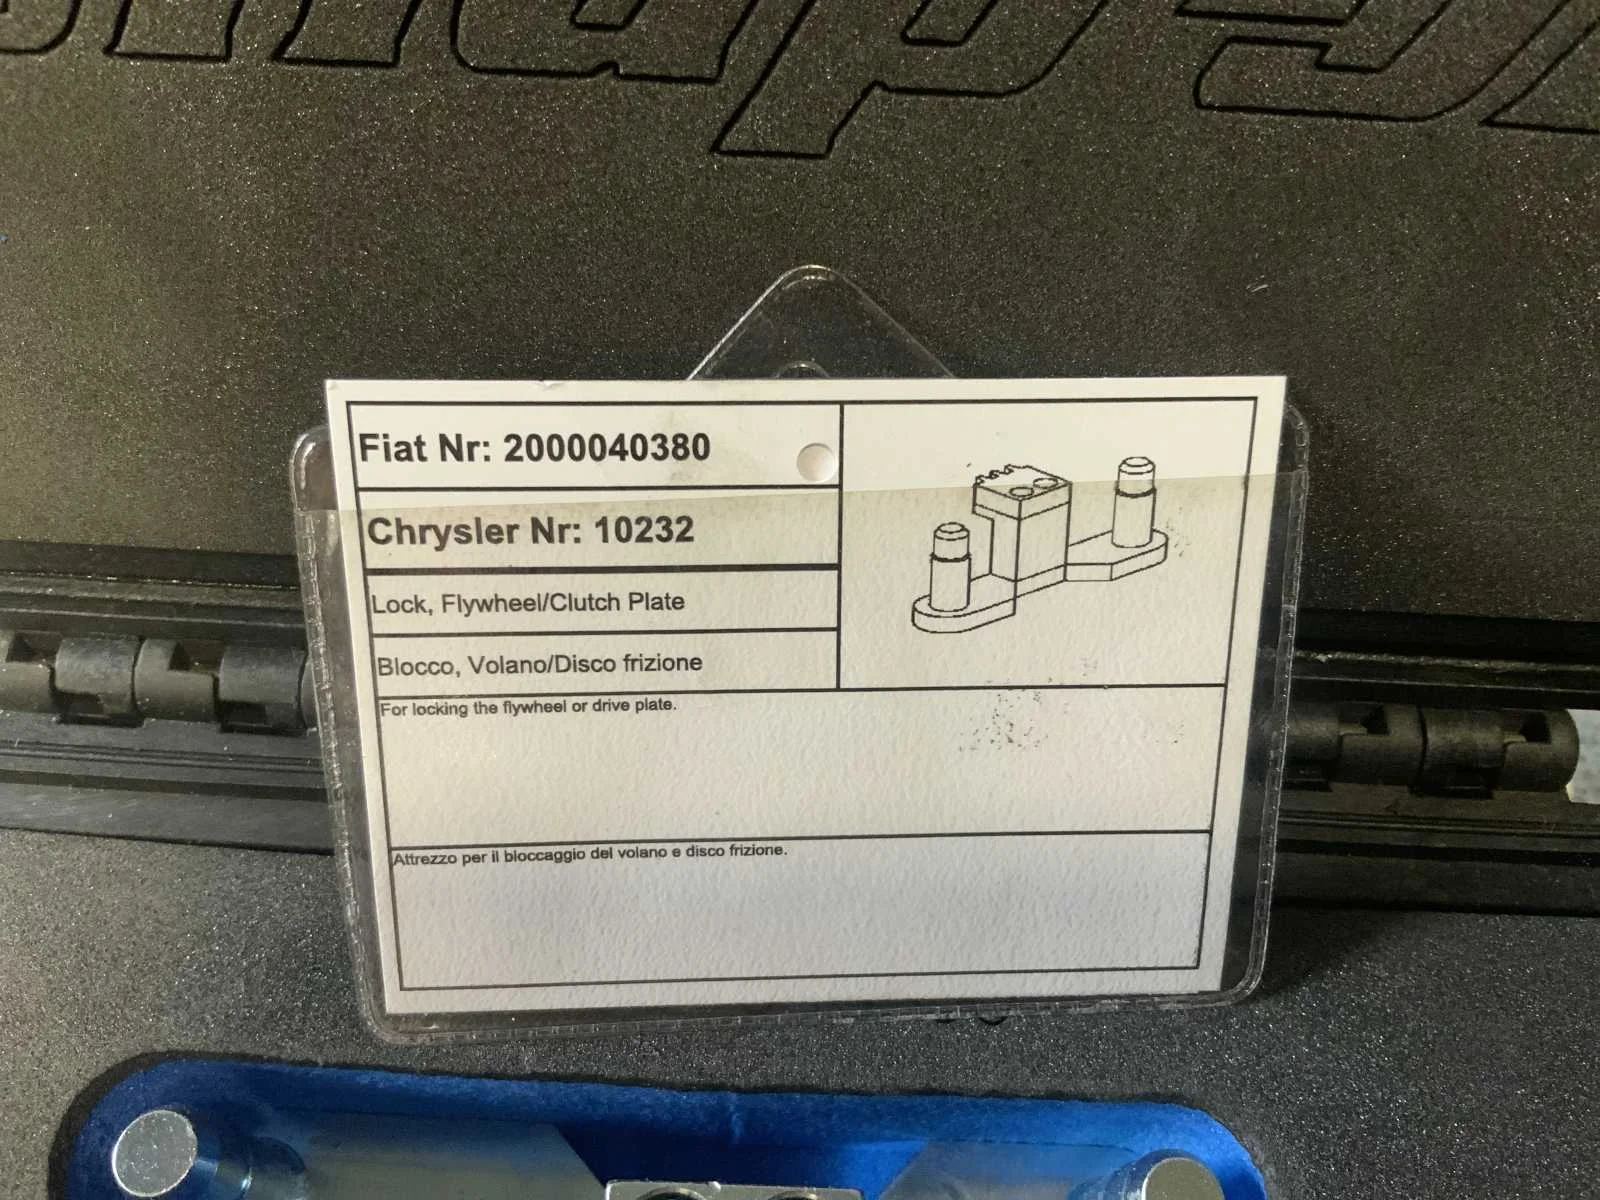 Fiat Nr: 2000040380
Chrysler Nr: 10232
Lock, Flywheel/Clutch Plate
Blocco, Volano/Disco frizione
For locking the flywheel or drive plate.
Attrezzo per il bloccaggio del volano e disco frizione.